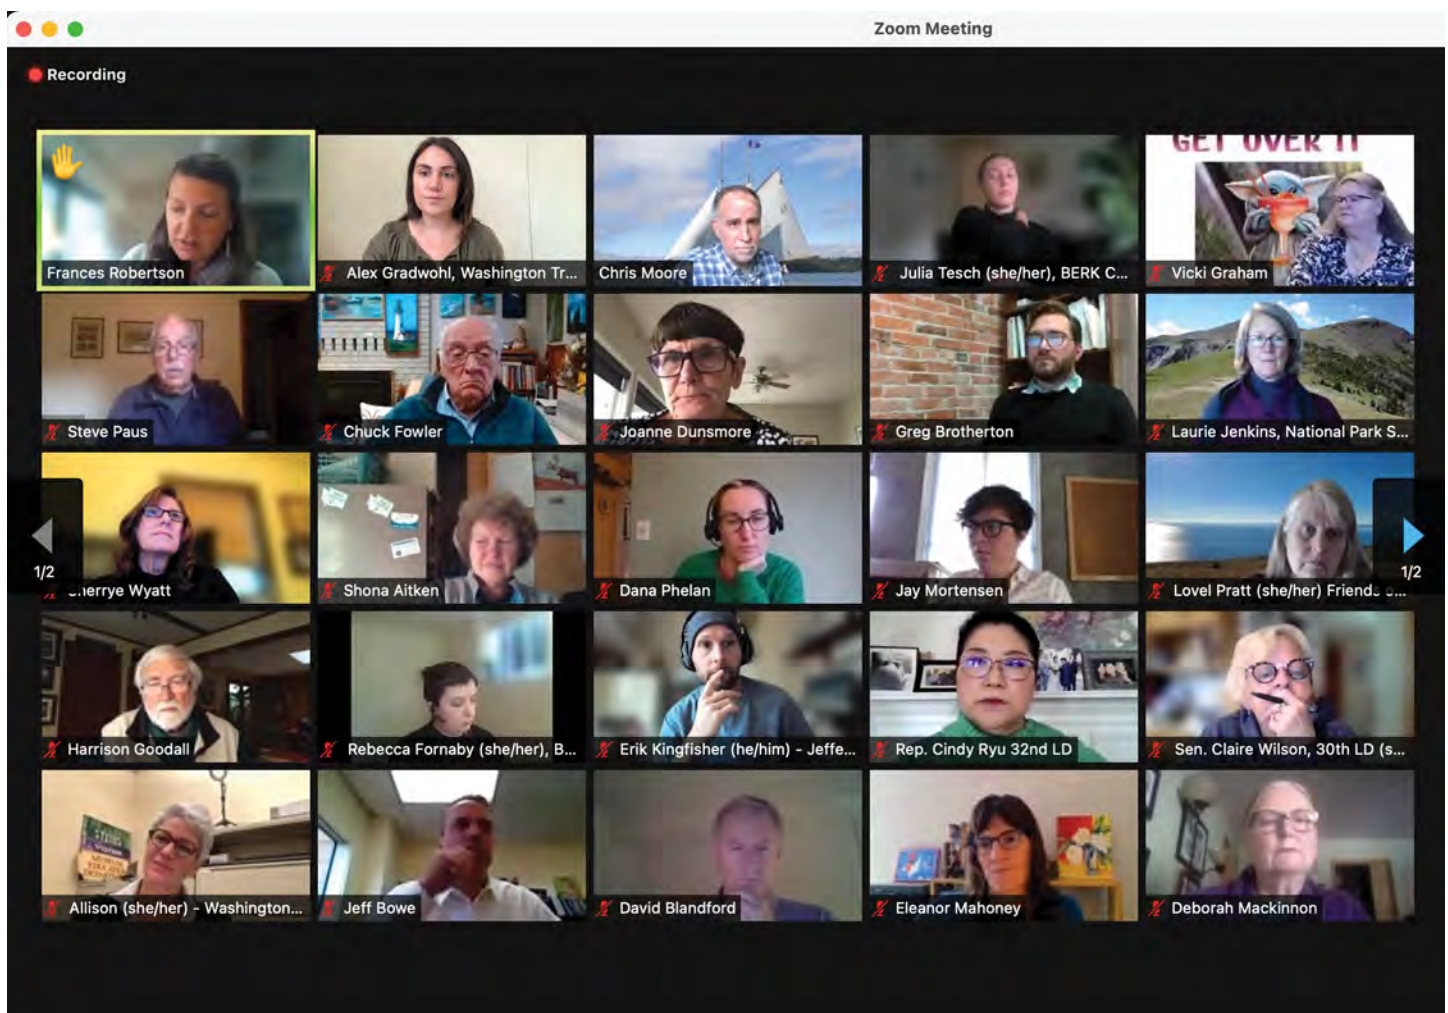 Zoom Meeting
Recording
GET OVER IT
Frances Robertson
Alex Gradwohl, Washington Tr...
Chris Moore
Julia Tesch (she/her), BERK C...
Vicki Graham
Steve Paus
Chuck Fowler
Joanne Dunsmore
Greg Brotherton
Laurie Jenkins, National Park S...
1/2
1/2
Sherrye Wyatt
Shona Aitken
Dana Phelan
Jay Mortensen
Lovel Pratt (she/her) Friends o...
Harrison Goodall
Rebecca Fornaby (she/her), B...
Erik Kingfisher (he/him) - Jeffe...
Rep. Cindy Ryu 32nd LD
Sen. Claire Wilson, 30th LD (s...
MUSEUM
Allison (she/her) - Washington...
Jeff Bowe
David Blandford
Eleanor Mahoney
Deborah Mackinnon